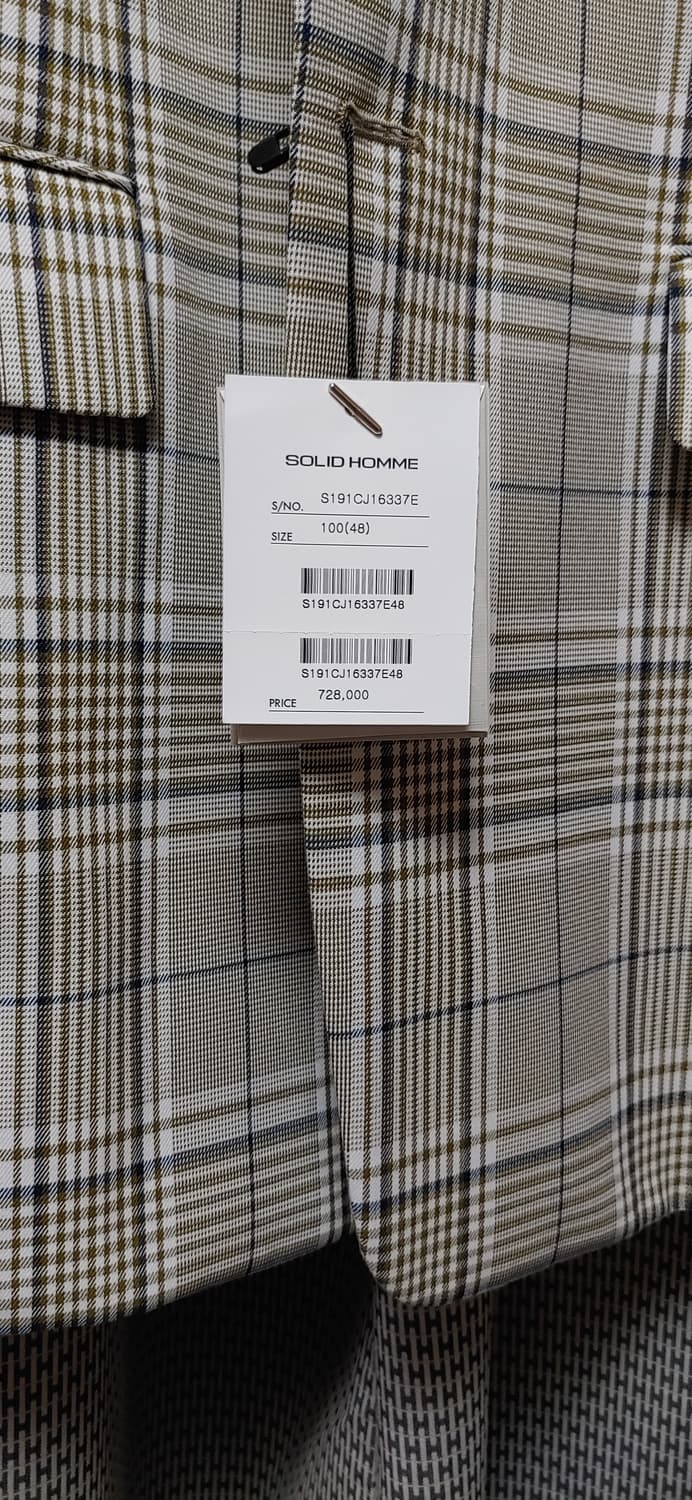 SOLID HOMME
S/NO. S191CJ16337E
SIZE 100(48)
S191CJ16337E48
S191CJ16337E48
PRICE 728,000